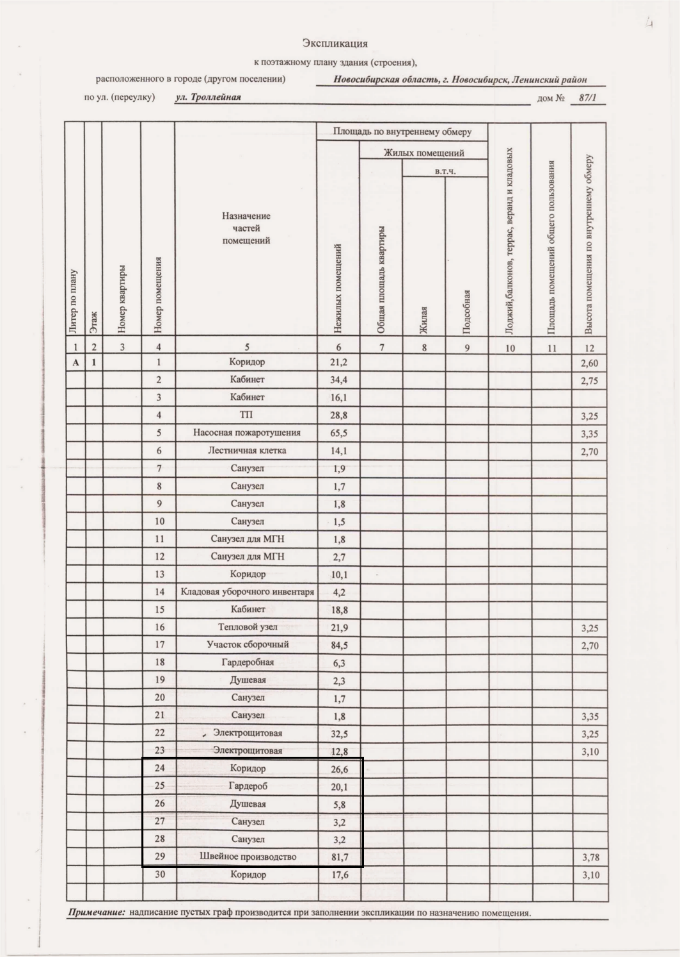 Экспликация
к поэтажному плану здания (строения),
расположенного в городе (другом поселении) Новосибирская область, г. Новосибирск, Ленинский район
по ул. (переулку) ул. Троллейная дом № 87/1
Литер по плану
Этаж
Номер квартиры
Номер помещения
Назначение
частей
помещений
Площадь по внутреннему обмеру
Нежилых помещений
Жилых помещений
Общая площадь квартиры
в.т.ч.
Жилая
Подсобная
Лоджий,балконов, террас, веранд и кладовых
Площадь помещений общего пользования
Высота помещения по внутреннему обмеру
1 2 3 4 5 6 7 8 9 10 11 12
А 1 1 Коридор 21,2 2,60
2 Кабинет 34,4 2,75
3 Кабинет 16,1
4 ТП 28,8 3,25
5 Насосная пожаротушения 65,5 3,35
6 Лестничная клетка 14,1 2,70
7 Санузел 1,9
8 Санузел 1,7
9 Санузел 1,8
10 Санузел 1,5
11 Санузел для МГН 1,8
12 Санузел для МГН 2,7
13 Коридор 10,1
14 Кладовая уборочного инвентаря 4,2
15 Кабинет 18,8
16 Тепловой узел 21,9 3,25
17 Участок сборочный 84,5 2,70
18 Гардеробная 6,3
19 Душевая 2,3
20 Санузел 1,7
21 Санузел 1,8 3,35
22 Электрощитовая 32,5 3,25
23 Электрощитовая 12,8 3,10
24 Коридор 26,6
25 Гардероб 20,1
26 Душевая 5,8
27 Санузел 3,2
28 Санузел 3,2
29 Швейное производство 81,7 3,78
30 Коридор 17,6 3,10
Примечание: надписание пустых граф производится при заполнении экспликации по назначению помещения.